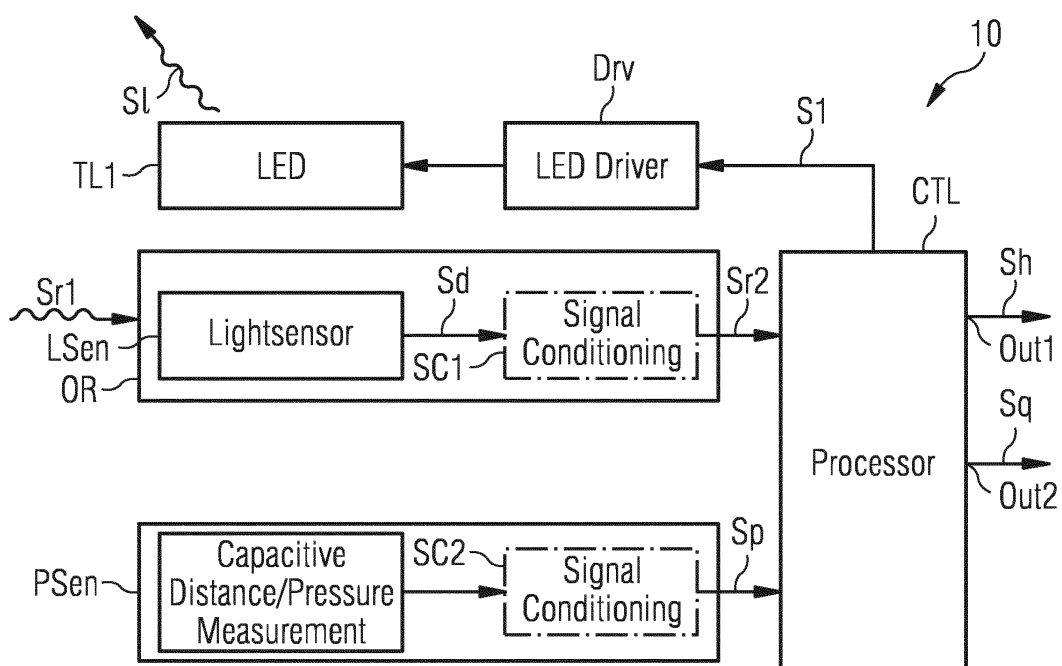 10
Sl
Drv
S1
TL1
LED
LED Driver
CTL
Sr1
Sd
Sr2
Sh
LSen
Lightsensor
SC1
Signal
Conditioning
Out1
OR
Sq
Processor
Out2
PSen
Capacitive
Distance/Pressure
Measurement
SC2
Signal
Conditioning
Sp